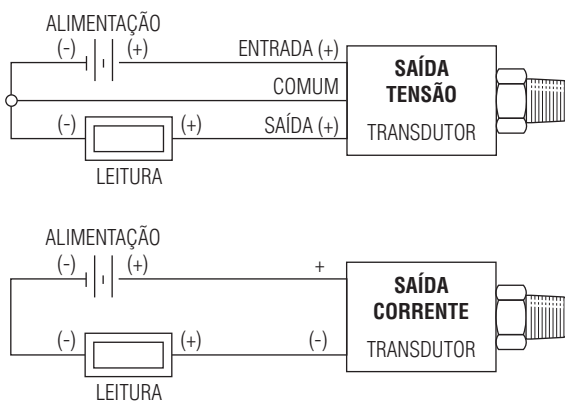 ALIMENTAÇÃO
(-) (+) ENTRADA (+)
COMUM
(-) (+) SAÍDA (+)
LEITURA
SAÍDA
TENSÃO
TRANSDUTOR
ALIMENTAÇÃO
(-) (+) +
(-) (+) (-)
LEITURA
SAÍDA
CORRENTE
TRANSDUTOR